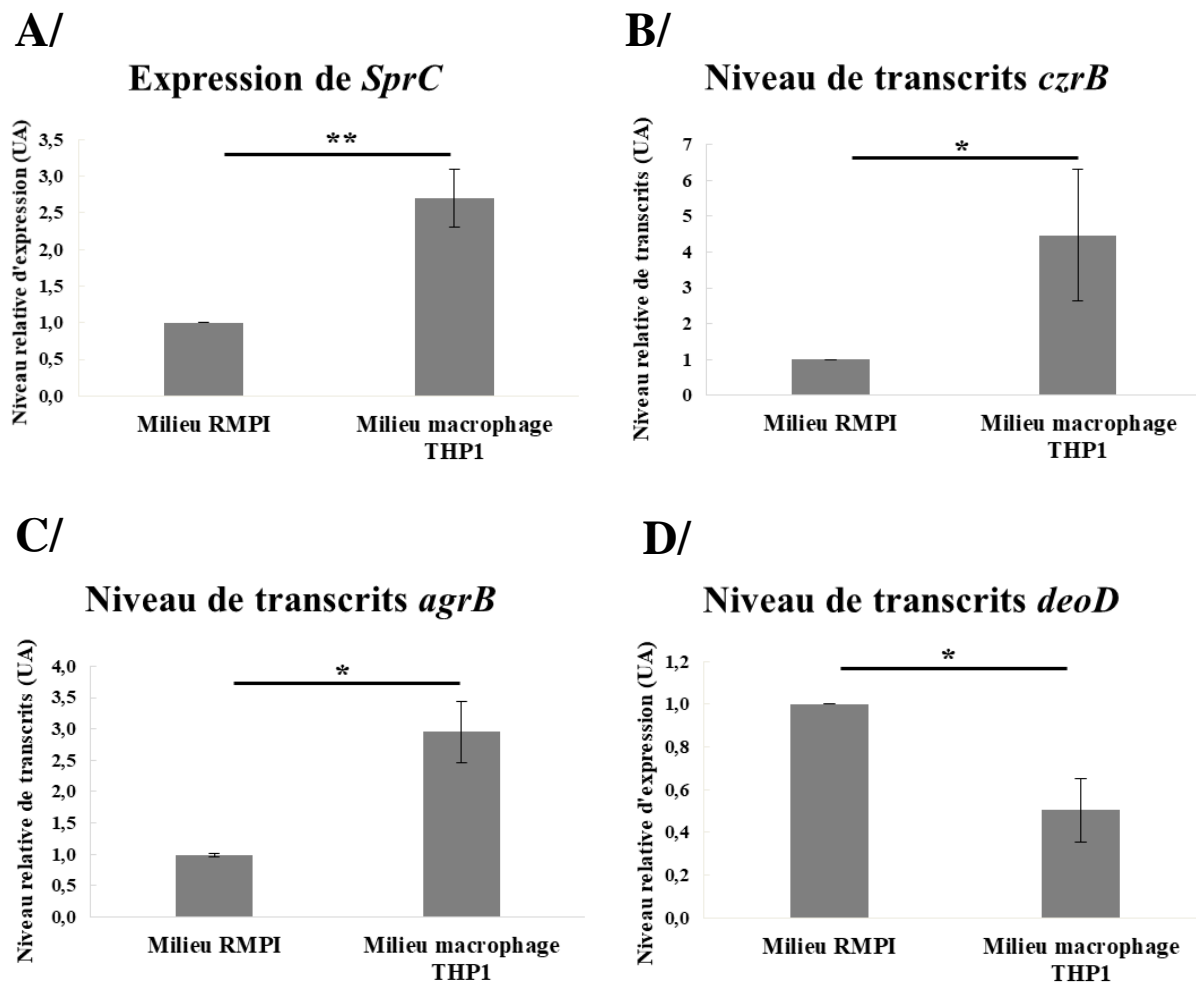 A/
Expression de SprC
Niveau relative d'expression (UA)
3,5
3,0
2,5
2,0
1,5
1,0
0,5
0,0
**
Milieu RMPI
Milieu macrophage
THP1
B/
Niveau de transcrits czrB
Niveau relative de transcrits (UA)
7
6
5
4
3
2
1
0
*
Milieu RMPI
Milieu macrophage
THP1
C/
Niveau de transcrits agrB
Niveau relative de transcrits (UA)
4,0
3,5
3,0
2,5
2,0
1,5
1,0
0,5
0,0
*
Milieu RMPI
Milieu macrophage
THP1
D/
Niveau de transcrits deoD
Niveau relative d'expression (UA)
1,2
1,0
0,8
0,6
0,4
0,2
0,0
*
Milieu RMPI
Milieu macrophage
THP1